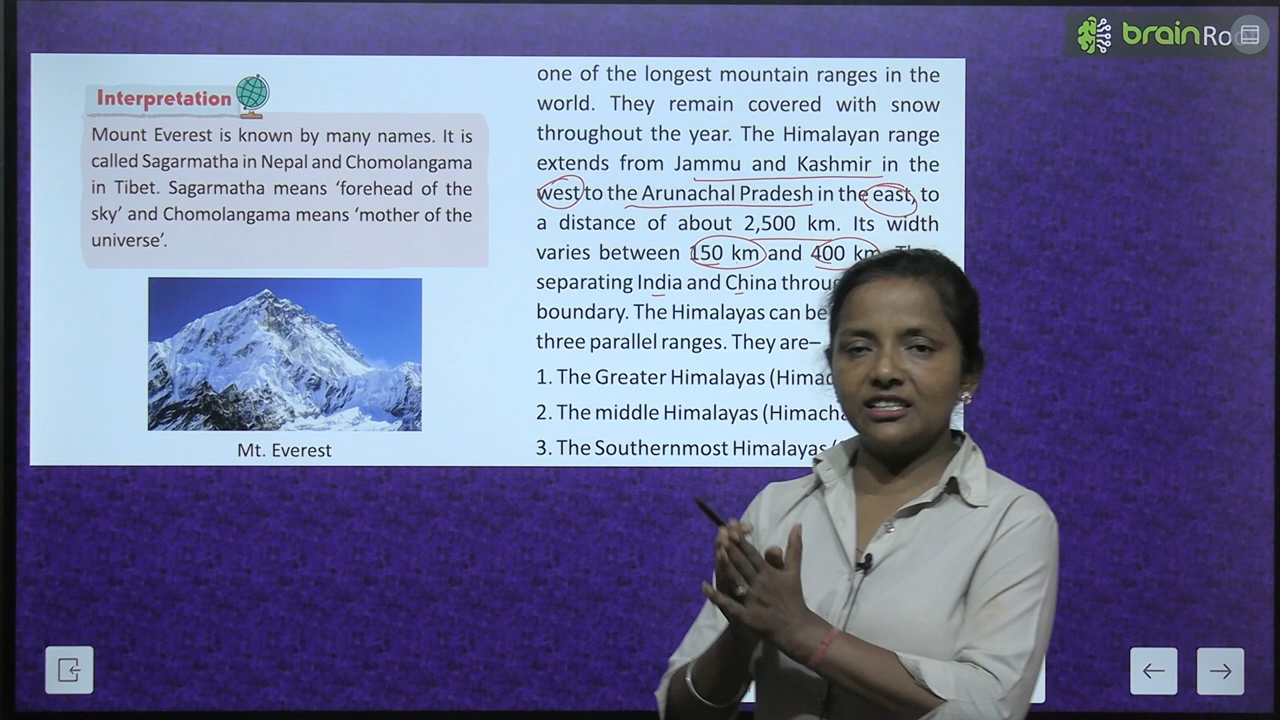 brain
Interpretation
Mount Everest is known by many names. It is
called Sagarmatha in Nepal and Chomolangama
in Tibet. Sagarmatha means ‘forehead of the
sky’ and Chomolangama means ‘mother of the
universe’.
Mt. Everest
one of the longest mountain ranges in the
world. They remain covered with snow
throughout the year. The Himalayan range
extends from Jammu and Kashmir in the
west to the Arunachal Pradesh in the east, to
a distance of about 2,500 km. Its width
varies between 150 km and 400 km.
separating India and China
boundary. The Himalayas can be
three parallel ranges. They are–
1. The Greater Himalayas
2. The middle Himalayas
3. The Southernmost Himalayas